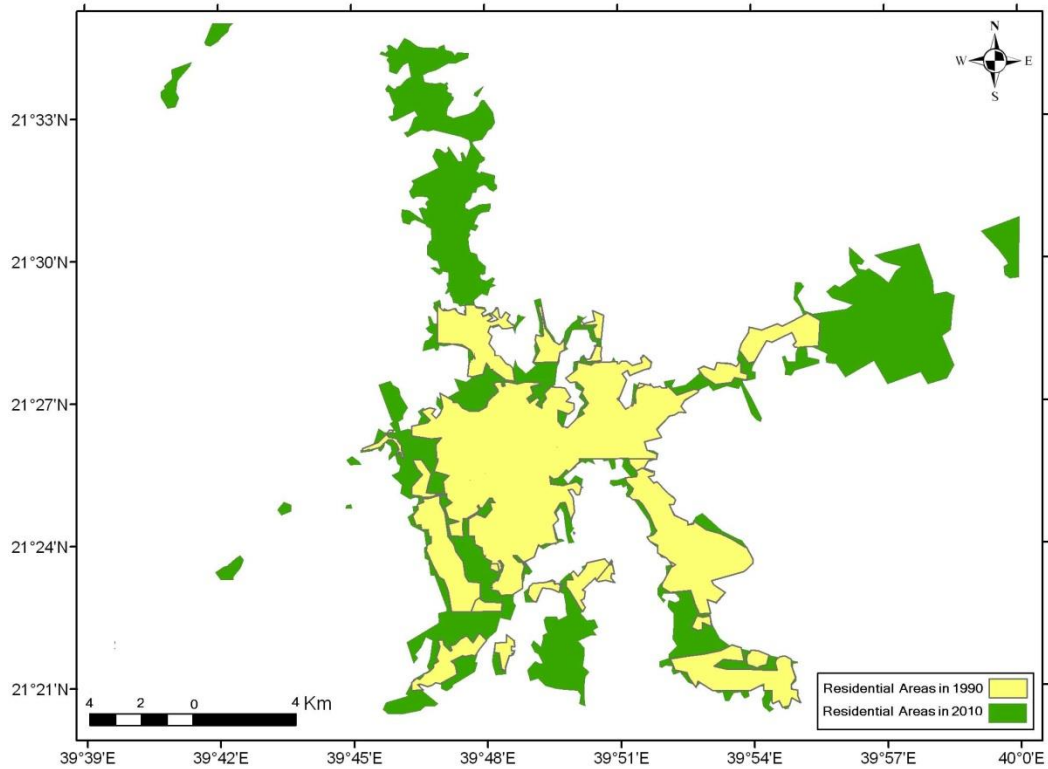 N
W E
S
21°33'N
21°30'N
21°27'N
21°24'N
21°21'N
4 2 0 4 Km
Residential Areas in 1990
Residential Areas in 2010
39°39'E 39°42'E 39°45'E 39°48'E 39°51'E 39°54'E 39°57'E 40°0'E